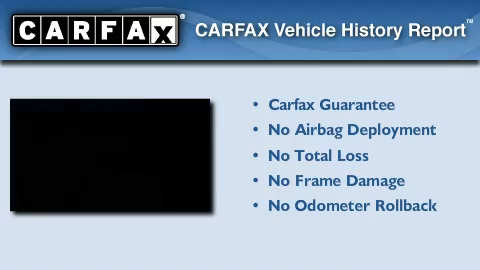 CARFAX® CARFAX Vehicle History Report™
• Carfax Guarantee
• No Airbag Deployment
• No Total Loss
• No Frame Damage
• No Odometer Rollback